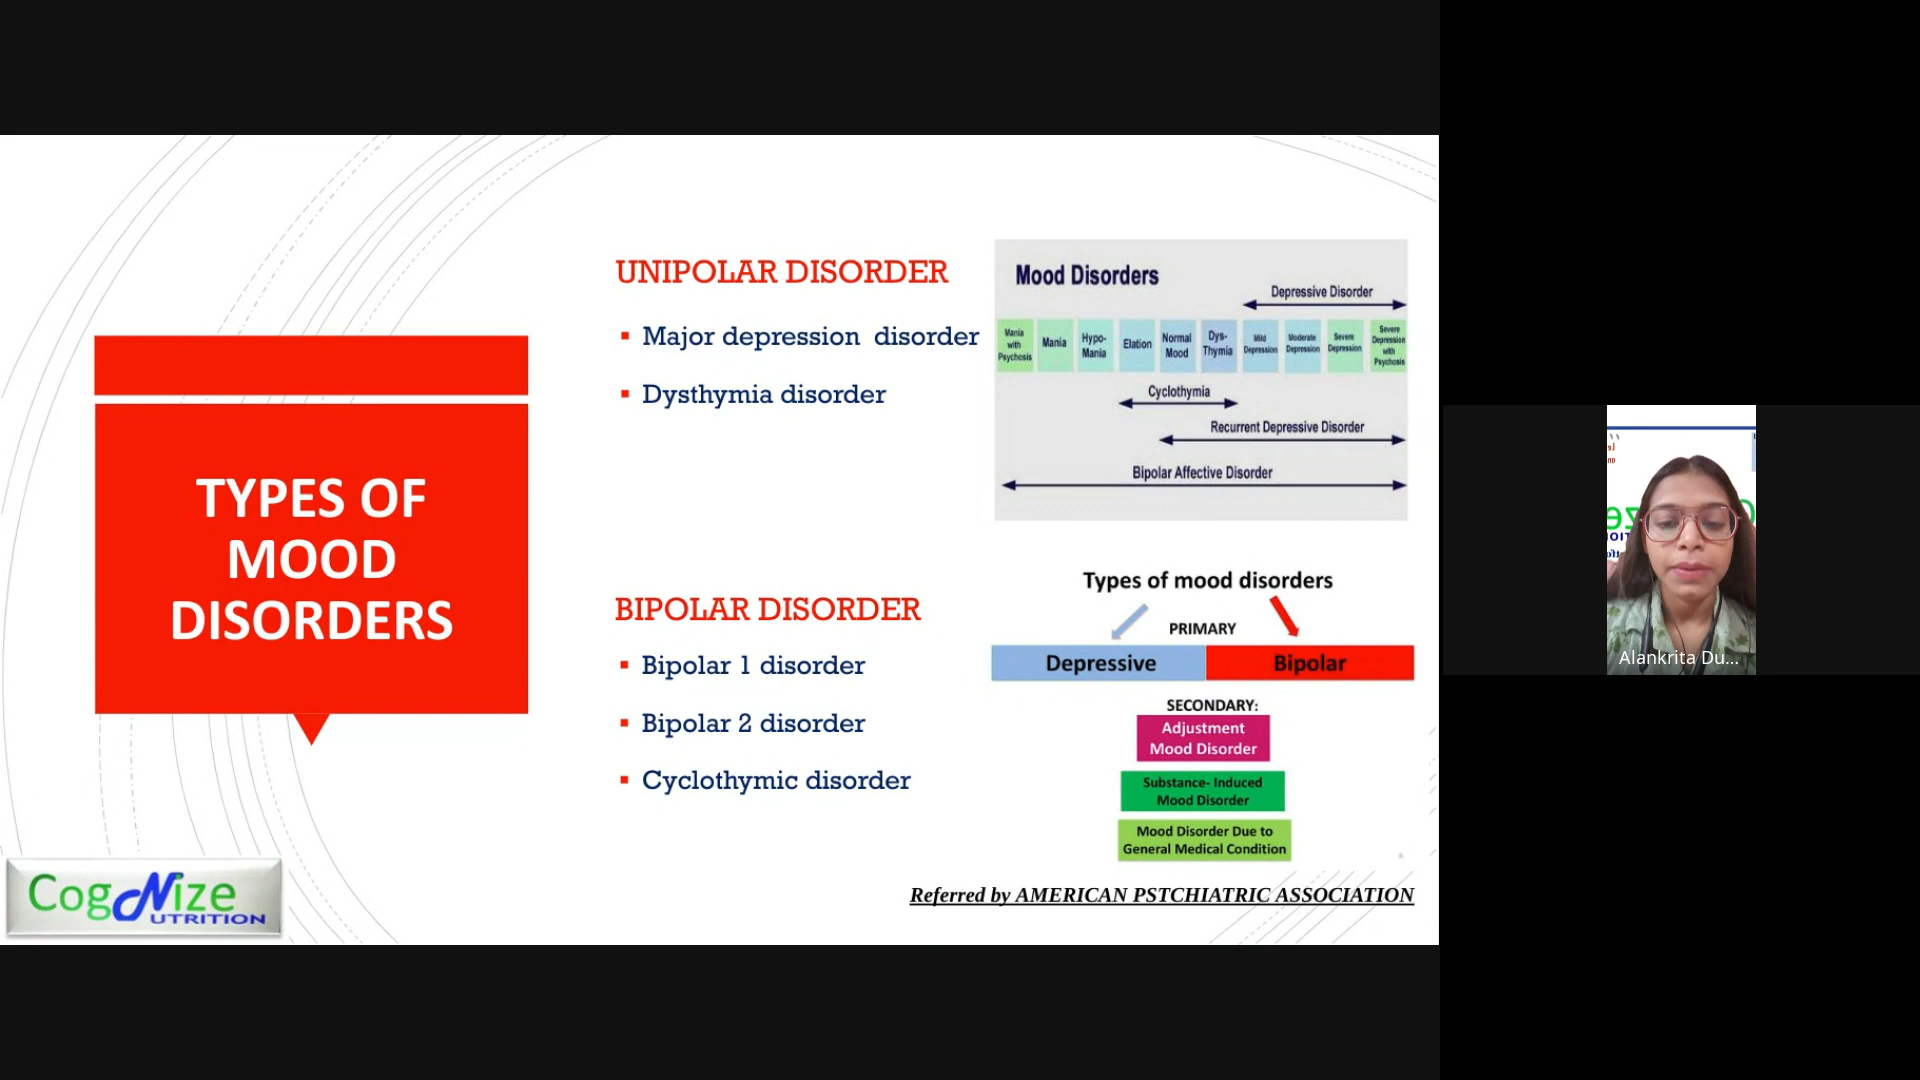 TYPES OF
MOOD
DISORDERS
UNIPOLAR DISORDER
Major depression disorder
Dysthymia disorder
BIPOLAR DISORDER
Bipolar 1 disorder
Bipolar 2 disorder
Cyclothymic disorder
Mood Disorders
Depressive Disorder
Mania with Psychosis
Mania
Hypo-Mania
Elation
Normal Mood
Dys-Thymia
Mild Depression
Moderate Depression
Severe Depression
Severe Depression with Psychosis
Cyclothymia
Recurrent Depressive Disorder
Bipolar Affective Disorder
Types of mood disorders
PRIMARY
Depressive
Bipolar
SECONDARY:
Adjustment
Mood Disorder
Substance- Induced
Mood Disorder
Mood Disorder Due to
General Medical Condition
Referred by AMERICAN PSTCHIATRIC ASSOCIATION
CogNize
UTRITION
Alankrita Du...